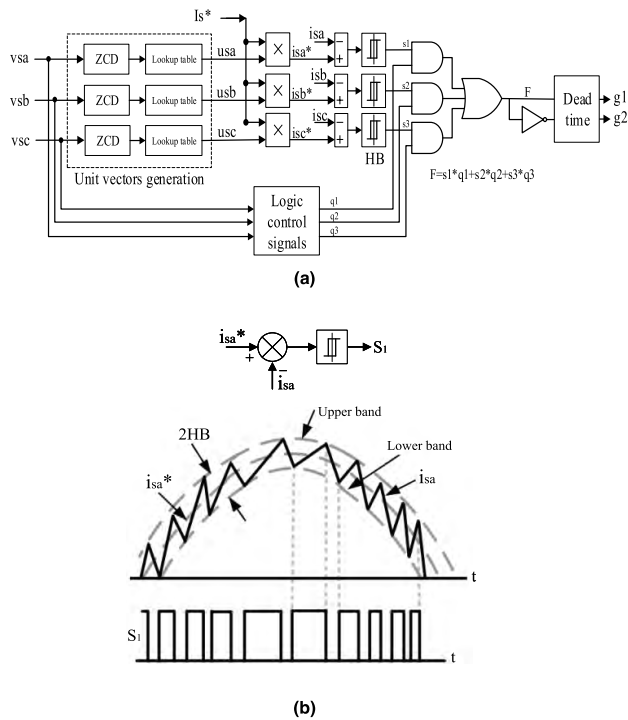 Is*
vsa
vsb
vsc
ZCD
Lookup table
ZCD
Lookup table
ZCD
Lookup table
Unit vectors generation
usa
usb
usc
×
×
×
isa
isa*
isb
isb*
isc
isc*
−
+
−
+
−
+
HB
s1
s2
s3
F
Dead time
g1
g2
F=s1*q1+s2*q2+s3*q3
Logic control signals
q1
q2
q3
(a)
isa*
+
−
isa
S1
Upper band
2HB
Lower band
isa*
isa
t
S1
t
(b)